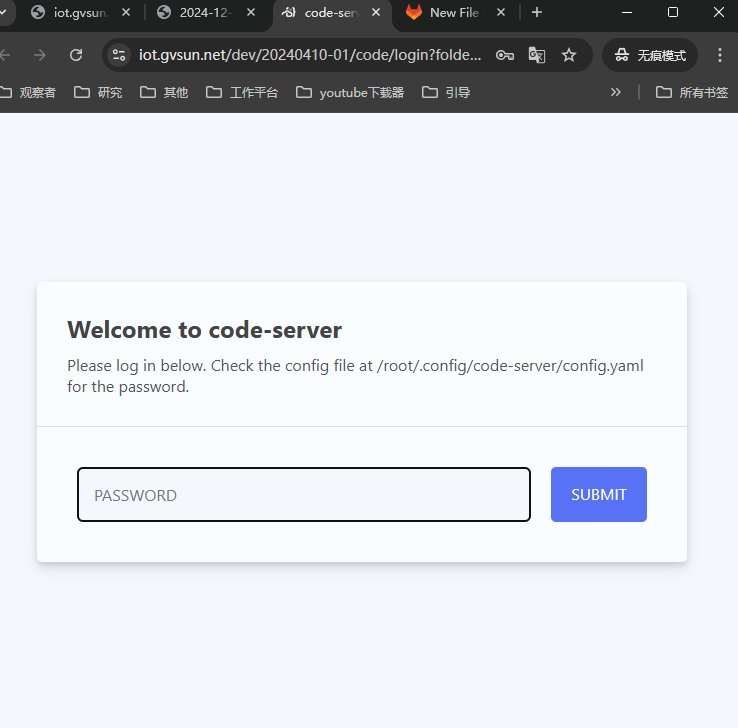 iot.gvsun.
2024-12-
code-ser
New File
iot.gvsun.net/dev/20240410-01/code/login?folde...
无痕模式
观察者
研究
其他
工作平台
youtube下载器
引导
»
所有书签
Welcome to code-server
Please log in below. Check the config file at /root/.config/code-server/config.yaml
for the password.
PASSWORD
SUBMIT